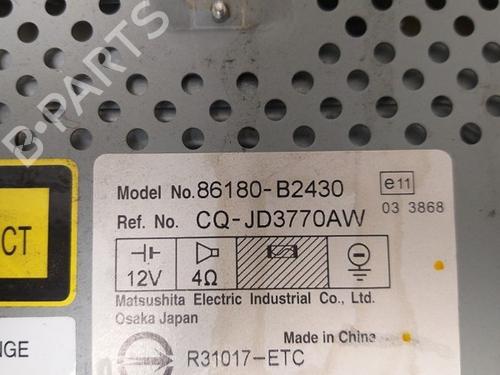 B-PARTS
Model No. 86180-B2430
Ref. No. CQ-JD3770AW
e11
03 3868
12V 4Ω
Matsushita Electric Industrial Co., Ltd.
Osaka Japan
Made in China
R31017-ETC
CT
NGE